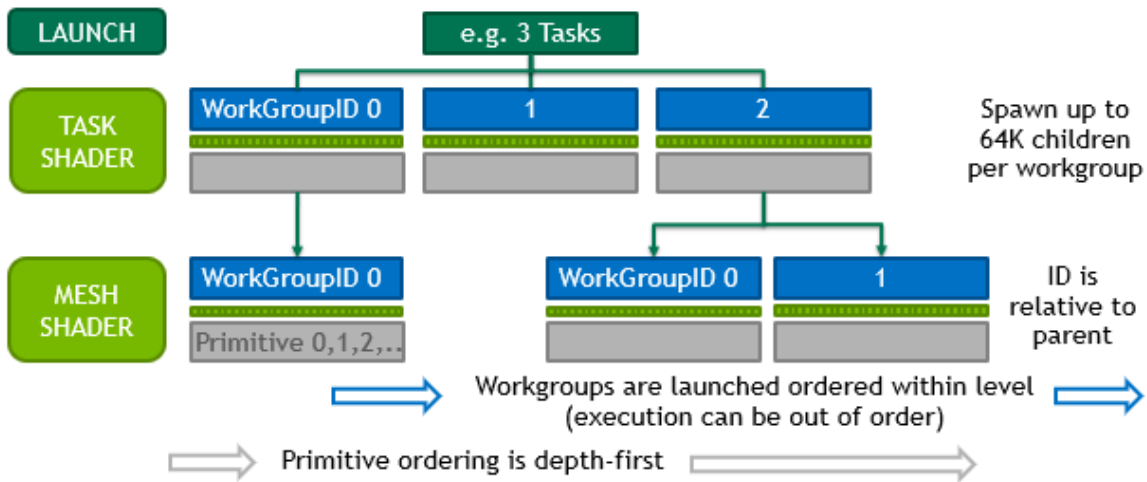 LAUNCH
e.g. 3 Tasks
TASK
SHADER
WorkGroupID 0
1
2
Spawn up to
64K children
per workgroup
MESH
SHADER
WorkGroupID 0
Primitive 0,1,2,..
WorkGroupID 0
1
ID is
relative to
parent
Workgroups are launched ordered within level
(execution can be out of order)
Primitive ordering is depth-first